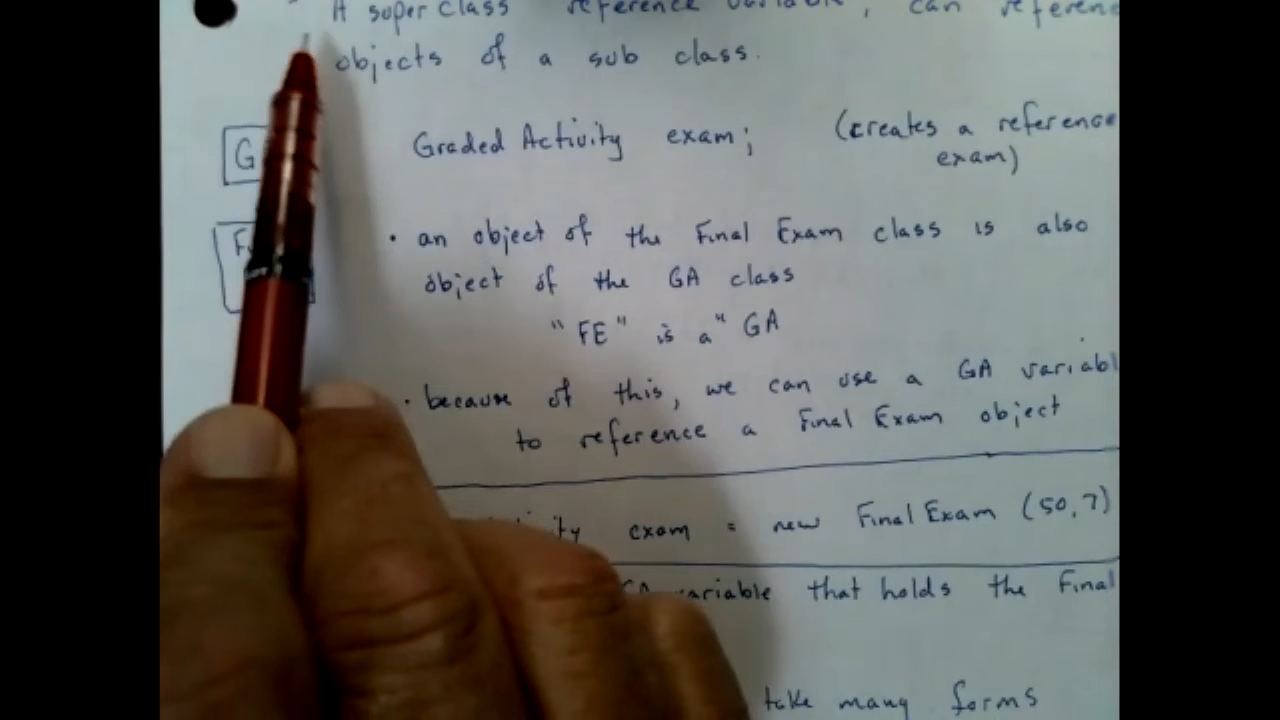 A super class reference variable, can
objects of a sub class.
G Graded Activity exam; (creates a reference
exam)
F an object of the Final Exam class is also
object of the GA class
"FE" is a" GA
because of this, we can use a GA
to reference a Final Exam object
exam = new Final Exam (50,7)
that holds the Final
take many forms